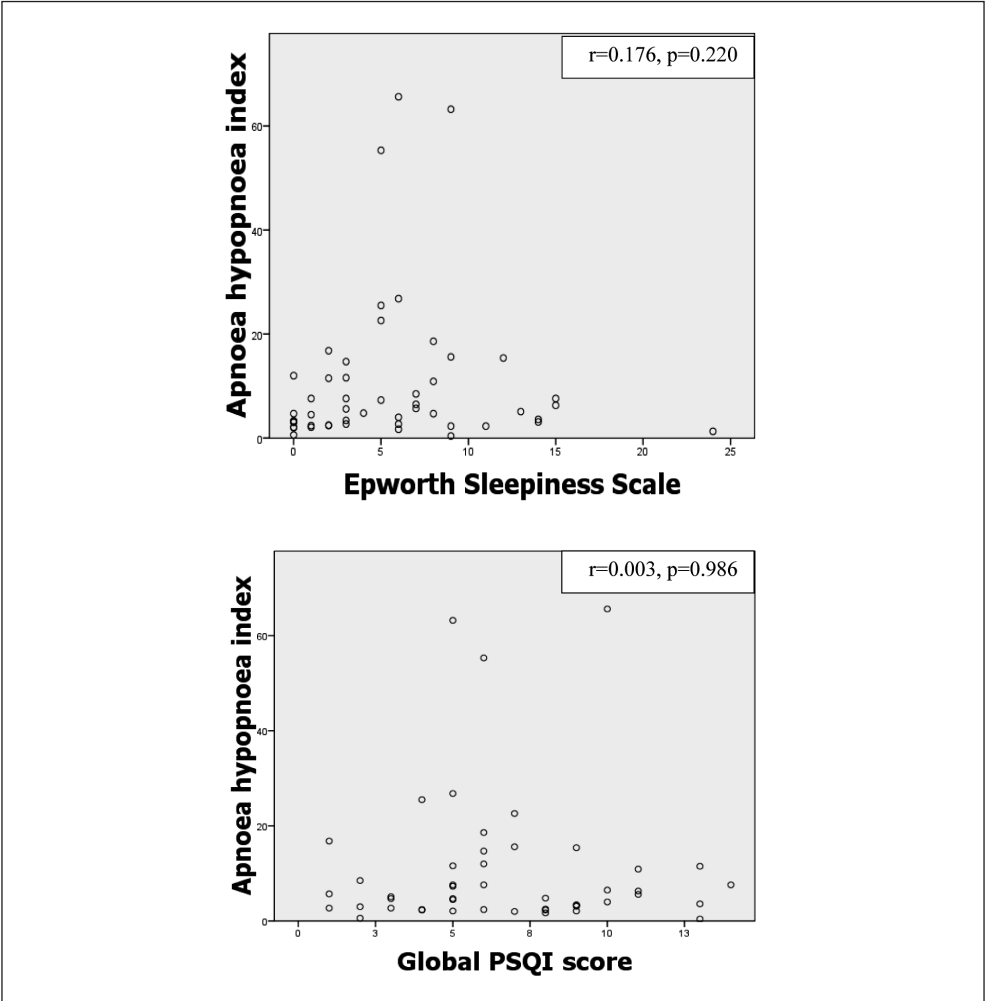 r=0.176, p=0.220
Apnoea hypopnoea index
60
40
20
0
0 5 10 15 20 25
Epworth Sleepiness Scale
r=0.003, p=0.986
Apnoea hypopnoea index
60
40
20
0
0 3 5 8 10 13
Global PSQI score